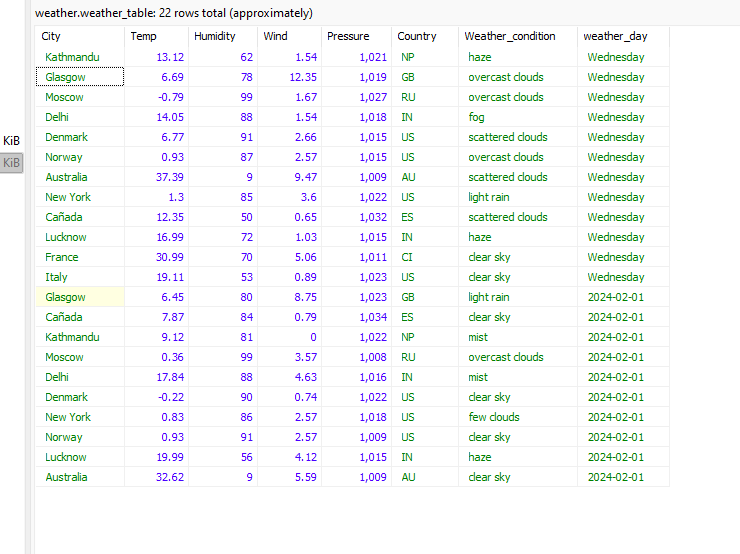 weather.weather_table: 22 rows total (approximately)
City Temp Humidity Wind Pressure Country Weather_condition weather_day
Kathmandu 13.12 62 1.54 1,021 NP haze Wednesday
Glasgow 6.69 78 12.35 1,019 GB overcast clouds Wednesday
Moscow -0.79 99 1.67 1,027 RU overcast clouds Wednesday
Delhi 14.05 88 1.54 1,018 IN fog Wednesday
KiB Denmark 6.77 91 2.66 1,015 US scattered clouds Wednesday
KiB Norway 0.93 87 2.57 1,015 US overcast clouds Wednesday
Australia 37.39 9 9.47 1,009 AU scattered clouds Wednesday
New York 1.3 85 3.6 1,022 US light rain Wednesday
Cañada 12.35 50 0.65 1,032 ES scattered clouds Wednesday
Lucknow 16.99 72 1.03 1,015 IN haze Wednesday
France 30.99 70 5.06 1,011 CI clear sky Wednesday
Italy 19.11 53 0.89 1,023 US clear sky Wednesday
Glasgow 6.45 80 8.75 1,023 GB light rain 2024-02-01
Cañada 7.87 84 0.79 1,034 ES clear sky 2024-02-01
Kathmandu 9.12 81 0 1,022 NP mist 2024-02-01
Moscow 0.36 99 3.57 1,008 RU overcast clouds 2024-02-01
Delhi 17.84 88 4.63 1,016 IN mist 2024-02-01
Denmark -0.22 90 0.74 1,022 US clear sky 2024-02-01
New York 0.83 86 2.57 1,018 US few clouds 2024-02-01
Norway 0.93 91 2.57 1,009 US clear sky 2024-02-01
Lucknow 19.99 56 4.12 1,015 IN haze 2024-02-01
Australia 32.62 9 5.59 1,009 AU clear sky 2024-02-01